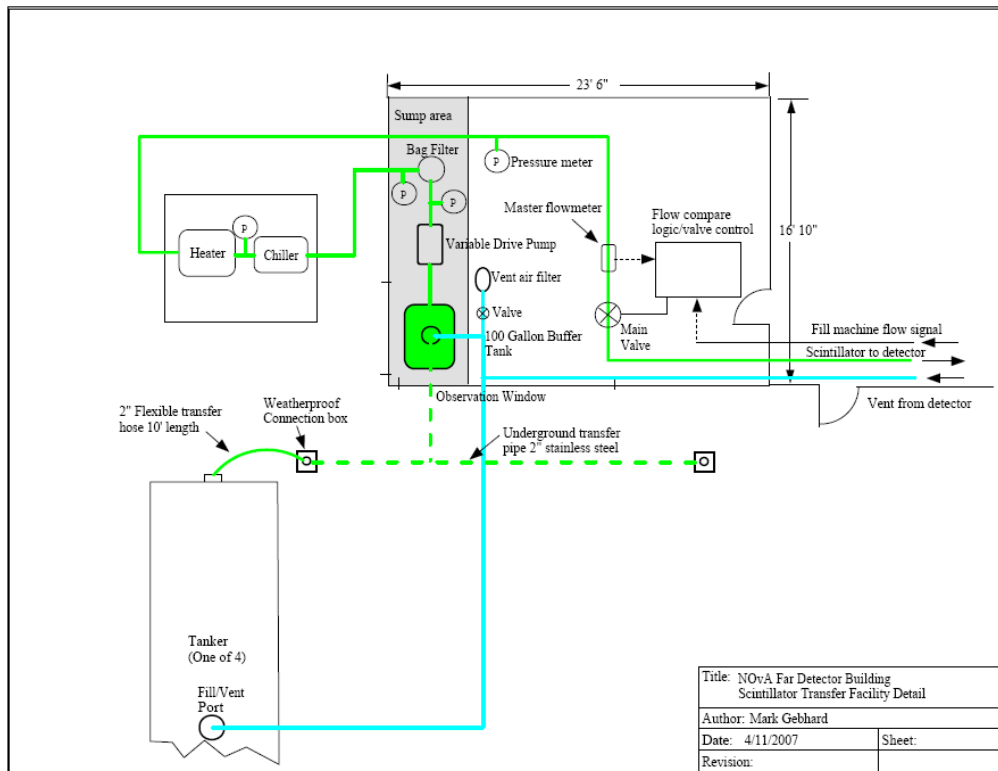 23' 6"
Sump area
Bag Filter
P
Pressure meter
P
P
P
Master flowmeter
Flow compare
logic/valve control
16' 10"
Heater
Chiller
Variable Drive Pump
Vent air filter
Valve
100 Gallon Buffer
Tank
Main
Valve
Fill machine flow signal
Scintillator to detector
Vent from detector
Observation Window
2" Flexible transfer
hose 10' length
Weatherproof
Connection box
Underground transfer
pipe 2" stainless steel
Tanker
(One of 4)
Fill/Vent
Port
Title: NOvA Far Detector Building
Scintillator Transfer Facility Detail
Author: Mark Gebhard
Date: 4/11/2007
Sheet:
Revision: